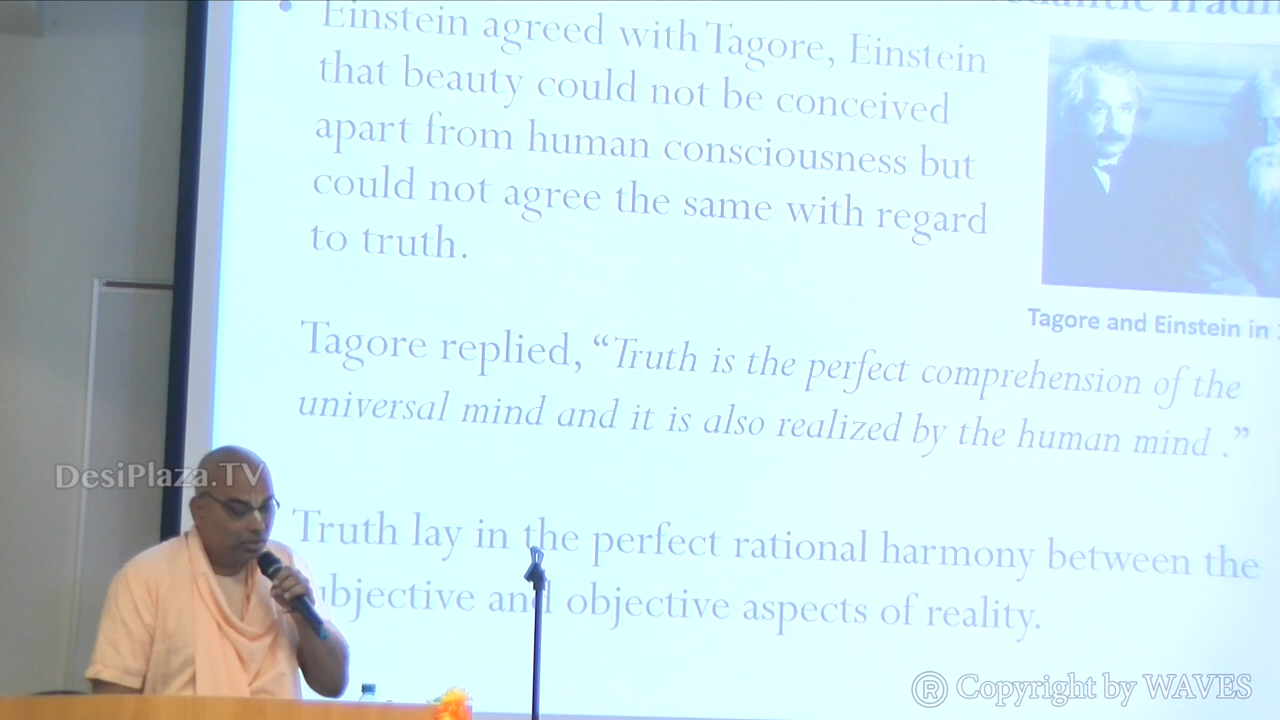 Vedantic Tradi
Einstein agreed with Tagore, Einstein
that beauty could not be conceived
apart from human consciousness but
could not agree the same with regard
to truth.
Tagore and Einstein in
Tagore replied, “Truth is the perfect comprehension of the
universal mind and it is also realized by the human mind .”
DesiPlaza.TV
Truth lay in the perfect rational harmony between the
ubjective and objective aspects of reality.
® Copyright by WAVES